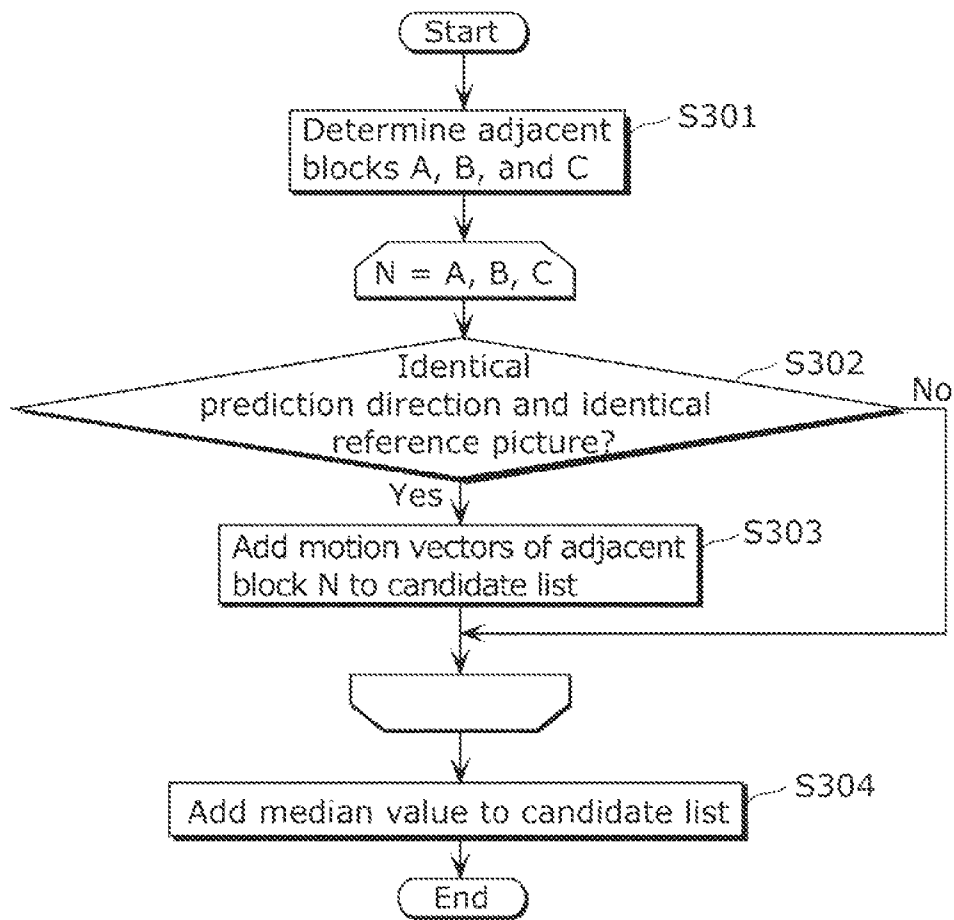 Start
Determine adjacent
blocks A, B, and C
S301
N = A, B, C
Identical
prediction direction and identical
reference picture?
S302
No
Yes
Add motion vectors of adjacent
block N to candidate list
S303
Add median value to candidate list
S304
End